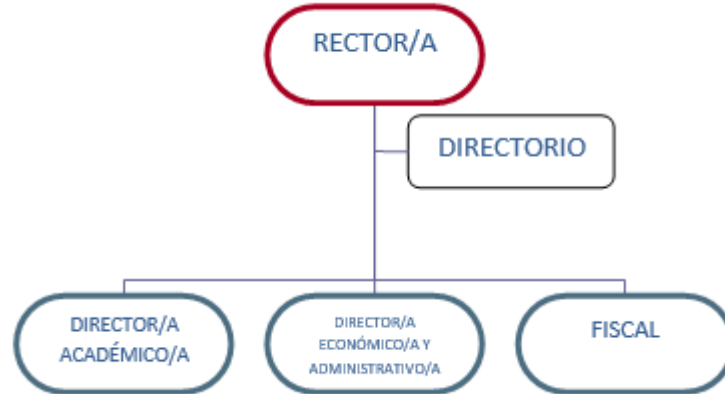 RECTOR/A
DIRECTORIO
DIRECTOR/A
ACADÉMICO/A
DIRECTOR/A
ECONÓMICO/A Y
ADMINISTRATIVO/A
FISCAL